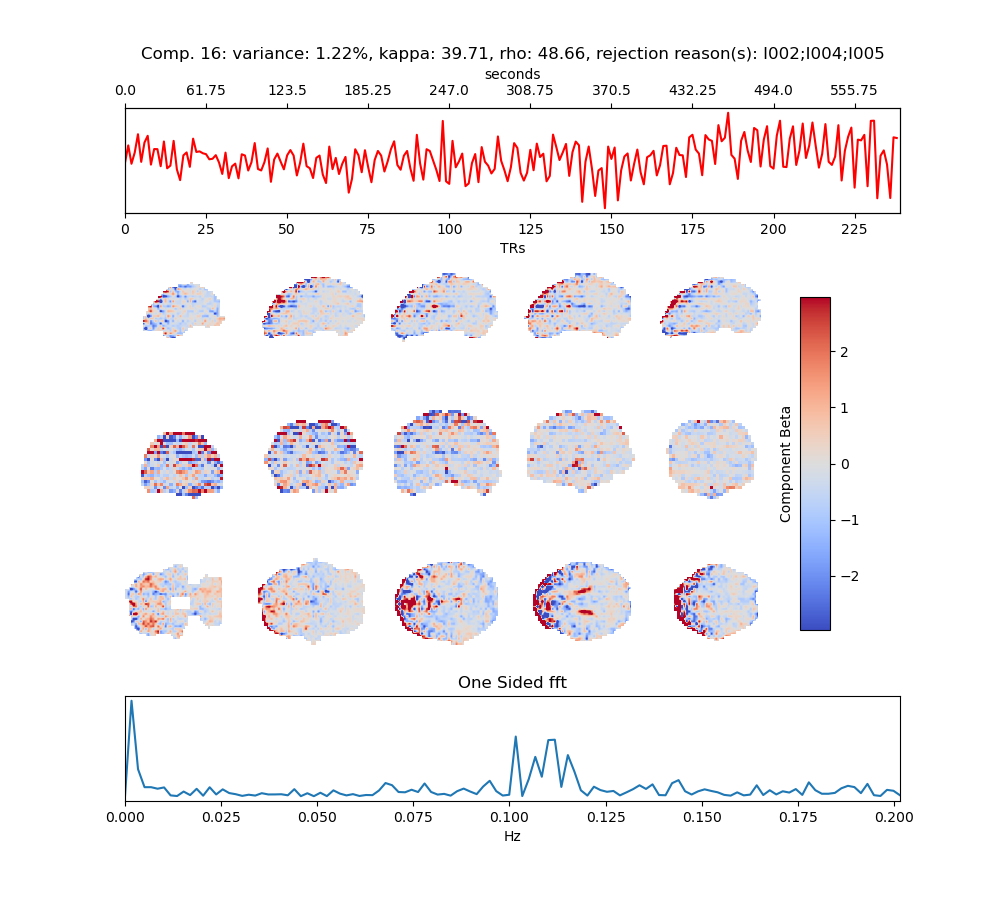 Comp. 16: variance: 1.22%, kappa: 39.71, rho: 48.66, rejection reason(s): I002;I004;I005
seconds
0.0 61.75 123.5 185.25 247.0 308.75 370.5 432.25 494.0 555.75
0 25 50 75 100 125 150 175 200 225
TRs
2
1
0
−1
−2
Component Beta
One Sided fft
0.000 0.025 0.050 0.075 0.100 0.125 0.150 0.175 0.200
Hz